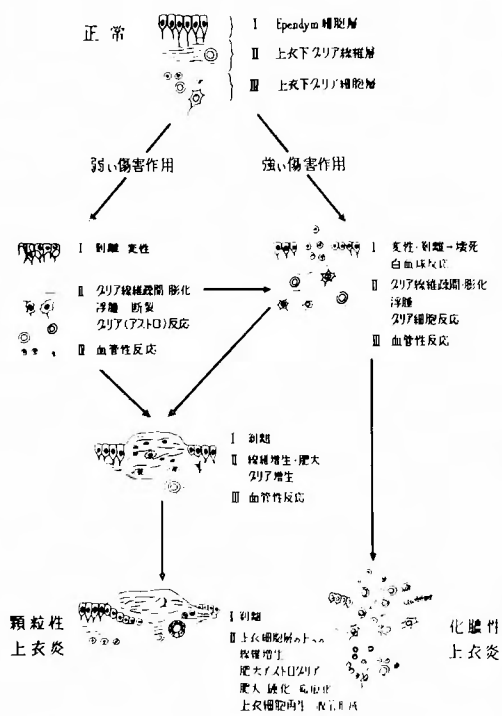 正常
I Ependym 細胞層
II 上衣下グリア線維層
III 上衣下グリア細胞層
弱い傷害作用
強い傷害作用
I 剥離 変性
II グリア線維疎開・膨化
浮腫 断裂
グリア(アストロ)反応
III 血管性反応
I 変性・剥離→壊死
白血球反応
II グリア線維疎開・膨化
浮腫
グリア細胞反応
III 血管性反応
I 剥離
II 線維増生・肥大
グリア増生
III 血管性反応
顆粒性
上衣炎
I 剥離
II 上衣細胞層の上への
線維増生
肥大アストログリア
肥大 硬化
上衣細胞再生
化膿性
上衣炎